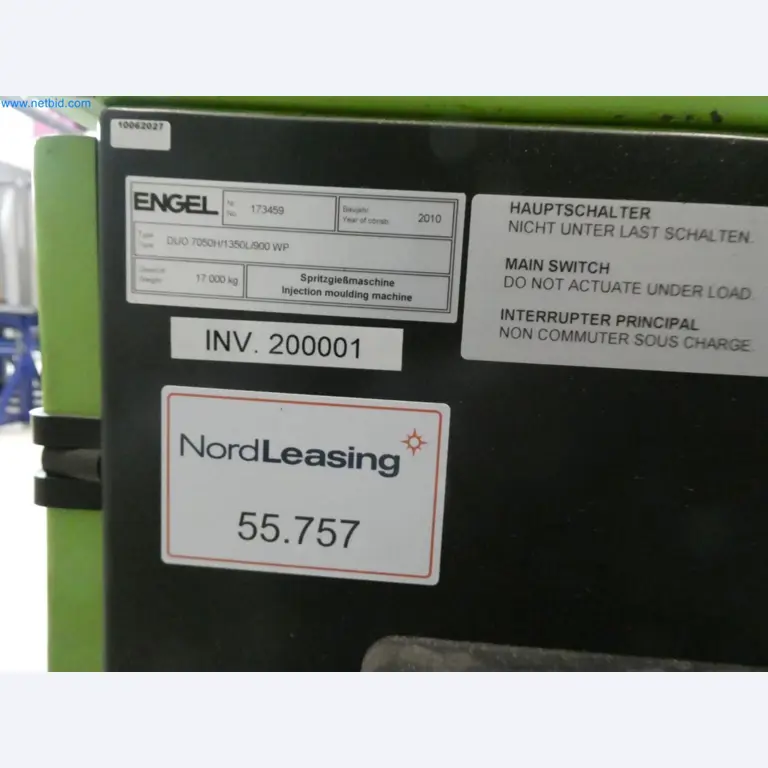 www.netbid.com
10062027
ENGEL
Nr.
No.
173459
Baujahr
Year of constr.
2010
Type
Type
DUO 7050H/1350L/900 WP
Gewicht
Weight
17 000 kg
Spritzgießmaschine
Injection moulding machine
HAUPTSCHALTER
NICHT UNTER LAST SCHALTEN.
MAIN SWITCH
DO NOT ACTUATE UNDER LOAD.
INTERRUPTER PRINCIPAL
NON COMMUTER SOUS CHARGE.
INV. 200001
NordLeasing
55.757